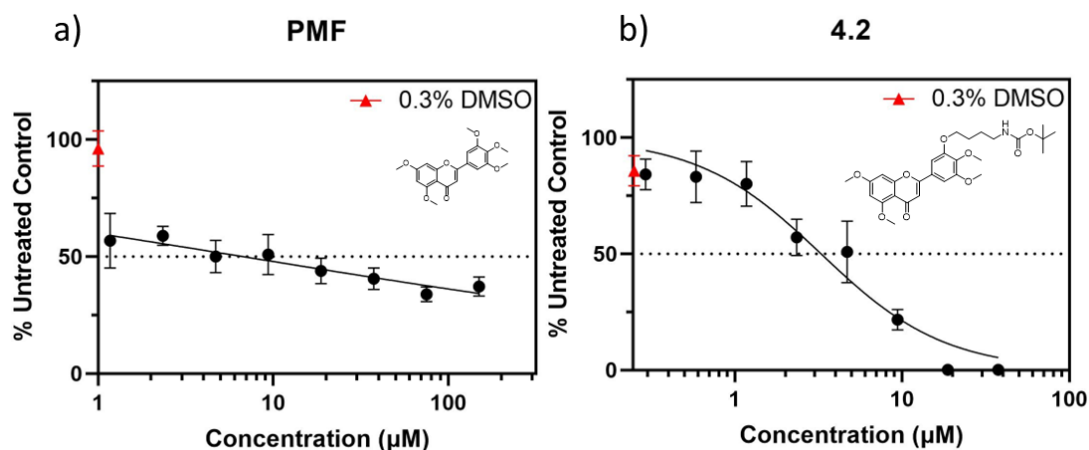 a)
PMF
b)
4.2
0.3% DMSO
% Untreated Control
100
50
0
1
10
100
Concentration (µM)
O
O
O
O
O
O
O
O
0.3% DMSO
% Untreated Control
100
50
0
1
10
Concentration (µM)
O
H
N
O
O
O
O
O
O
O
O